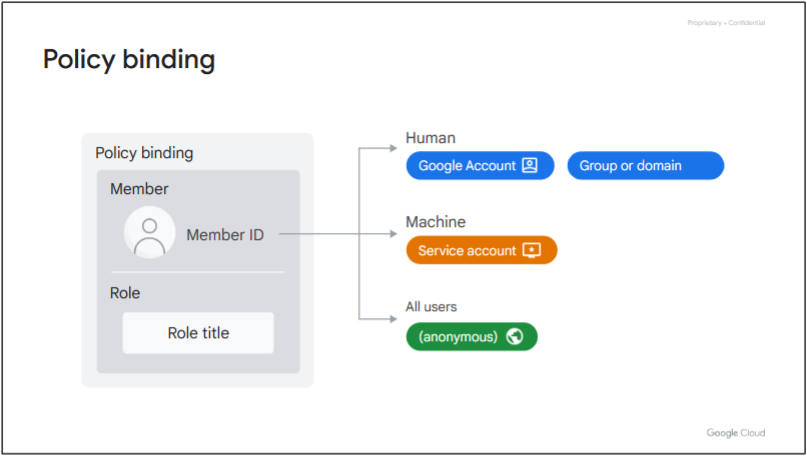 Proprietary + Confidential
Policy binding
Policy binding
Member
Member ID
Role
Role title
Human
Google Account
Group or domain
Machine
Service account
All users
(anonymous)
Google Cloud